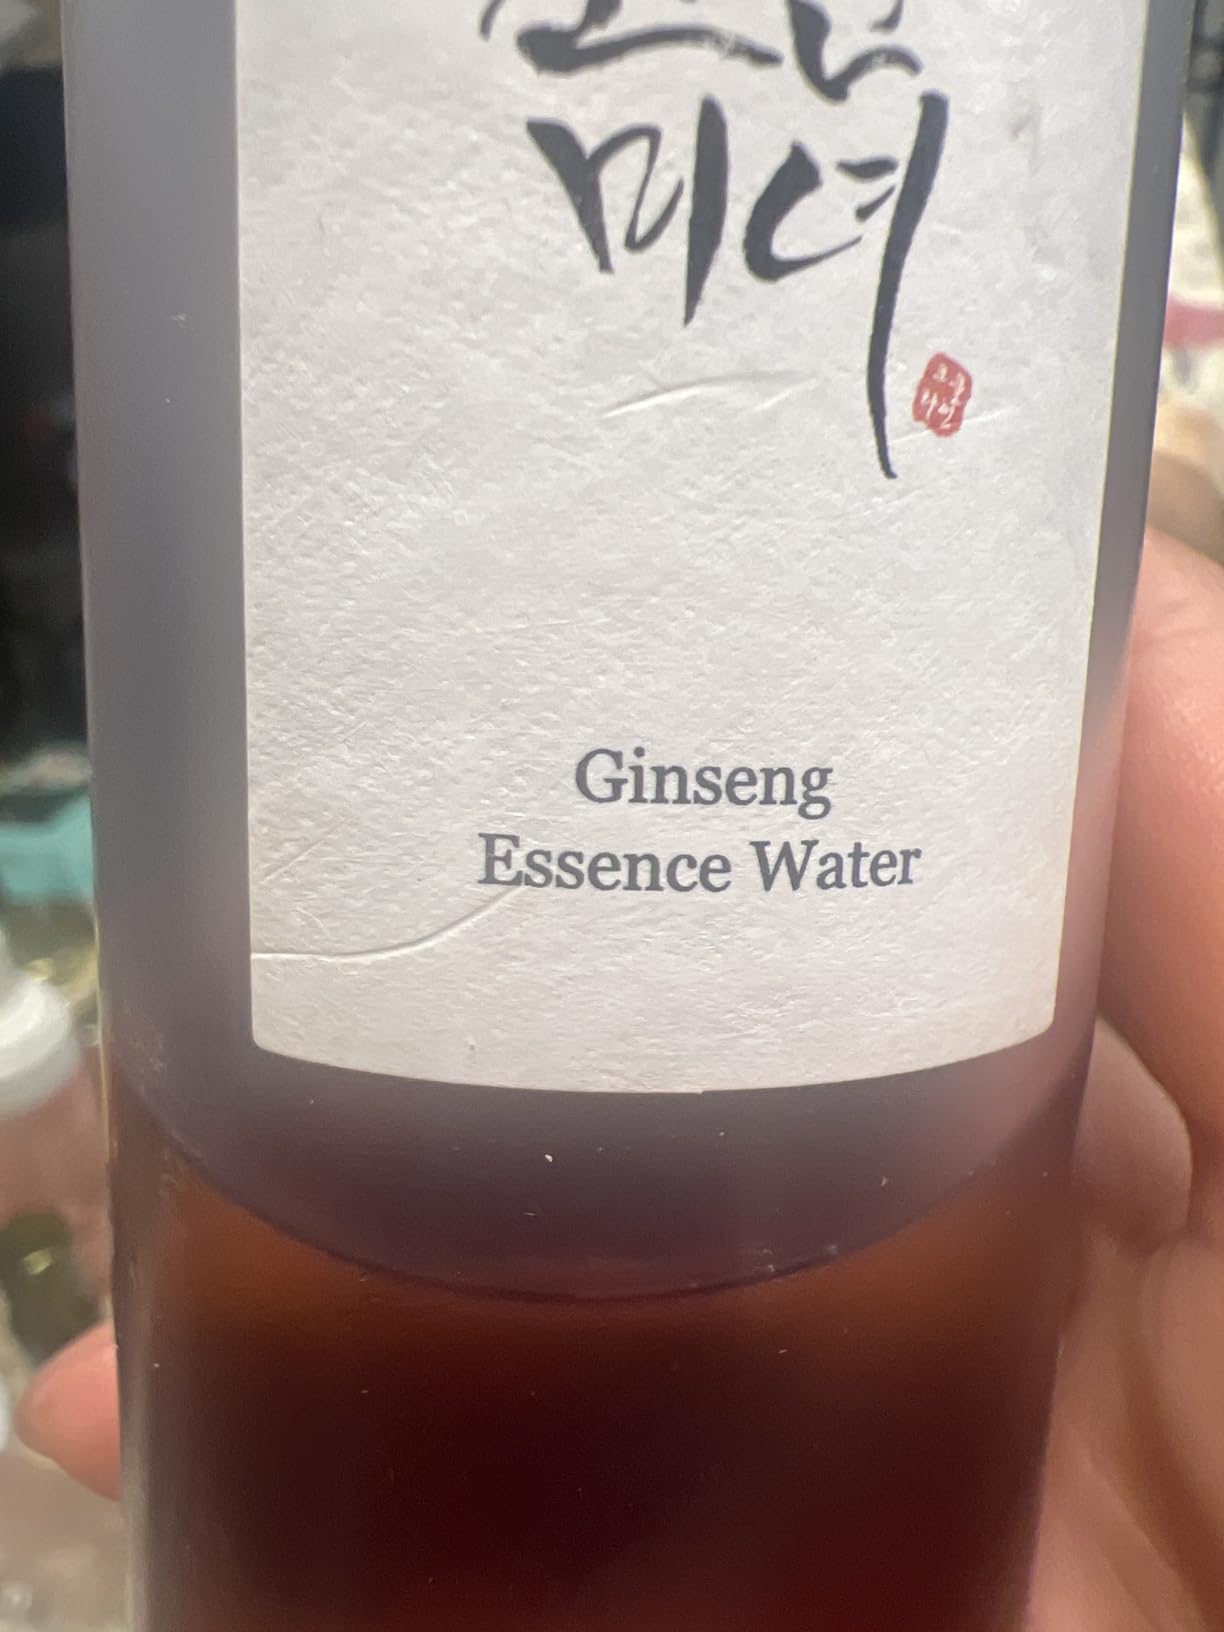 미녀
Ginseng
Essence Water